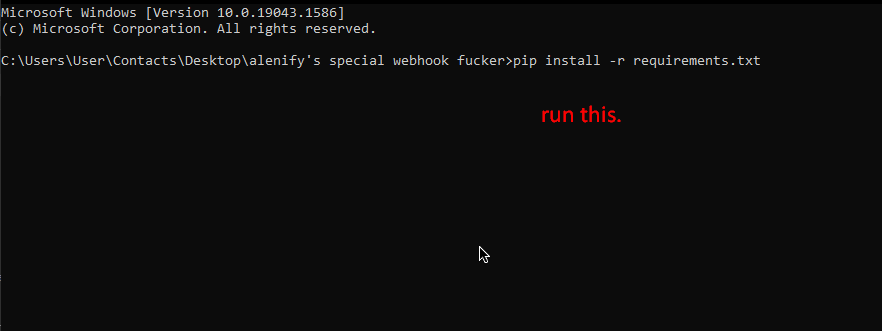 Microsoft Windows [Version 10.0.19043.1586]
(c) Microsoft Corporation. All rights reserved.
C:\Users\User\Contacts\Desktop\alenify's special webhook fucker>pip install -r requirements.txt
run this.